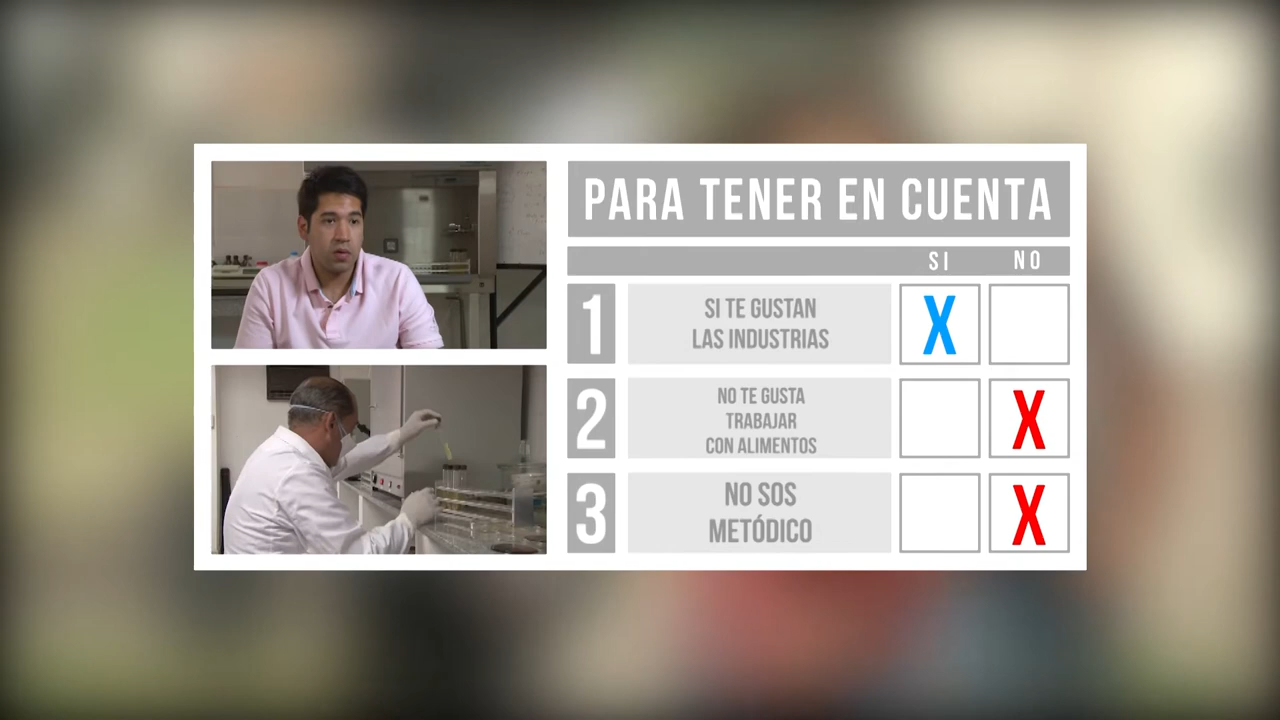 PARA TENER EN CUENTA
SI NO
1 SI TE GUSTAN
LAS INDUSTRIAS
X
2 NO TE GUSTA
TRABAJAR
CON ALIMENTOS
X
3 NO SOS
METÓDICO
X